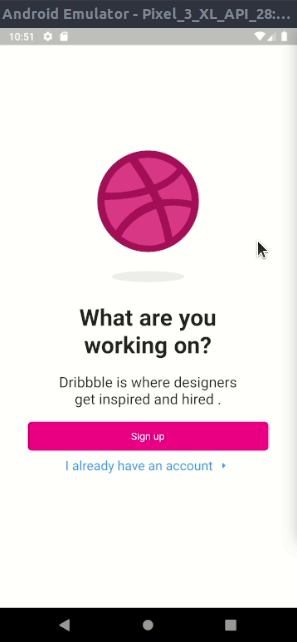 Android Emulator - Pixel_3_XL_API_28:...
10:51
What are you
working on?
Dribbble is where designers
get inspired and hired .
Sign up
I already have an account